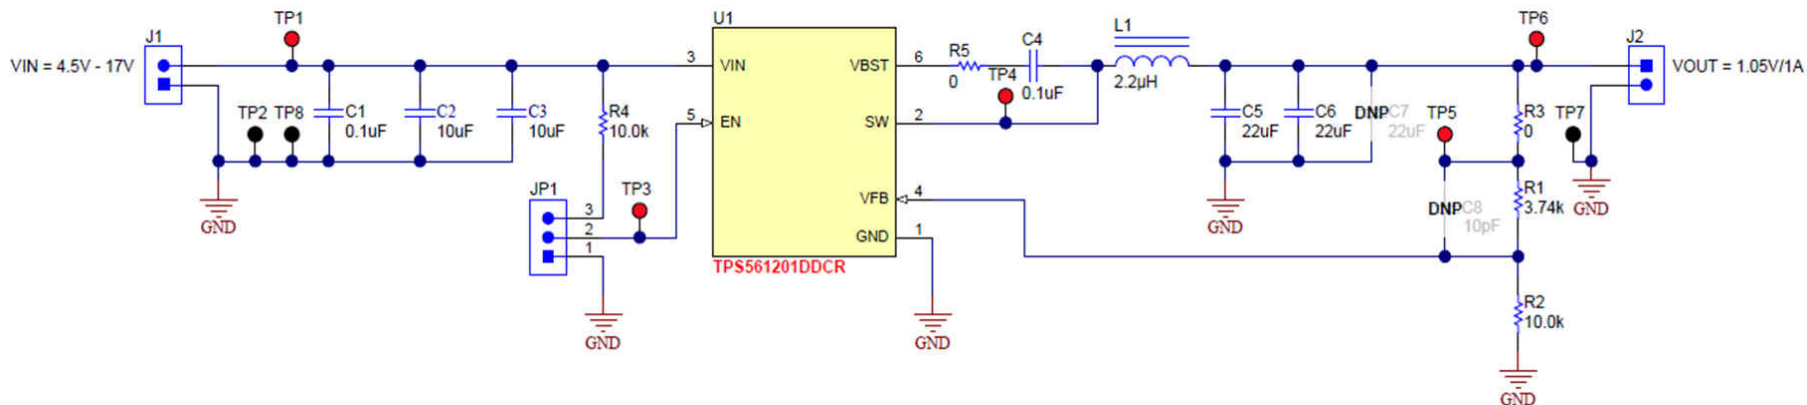 VIN = 4.5V - 17V
J1
TP1
TP2
TP8
GND
C1
0.1uF
C2
10uF
C3
10uF
R4
10.0k
JP1
3
2
1
TP3
GND
U1
3
VIN
5
EN
VBST
6
SW
2
VFB
4
GND
1
TPS561201DDCR
GND
R5
0
TP4
C4
0.1uF
L1
2.2µH
C5
22uF
C6
22uF
DNP
C7
22uF
GND
TP5
DNP
C8
10pF
R3
0
R1
3.74k
R2
10.0k
GND
TP6
TP7
GND
J2
VOUT = 1.05V/1A